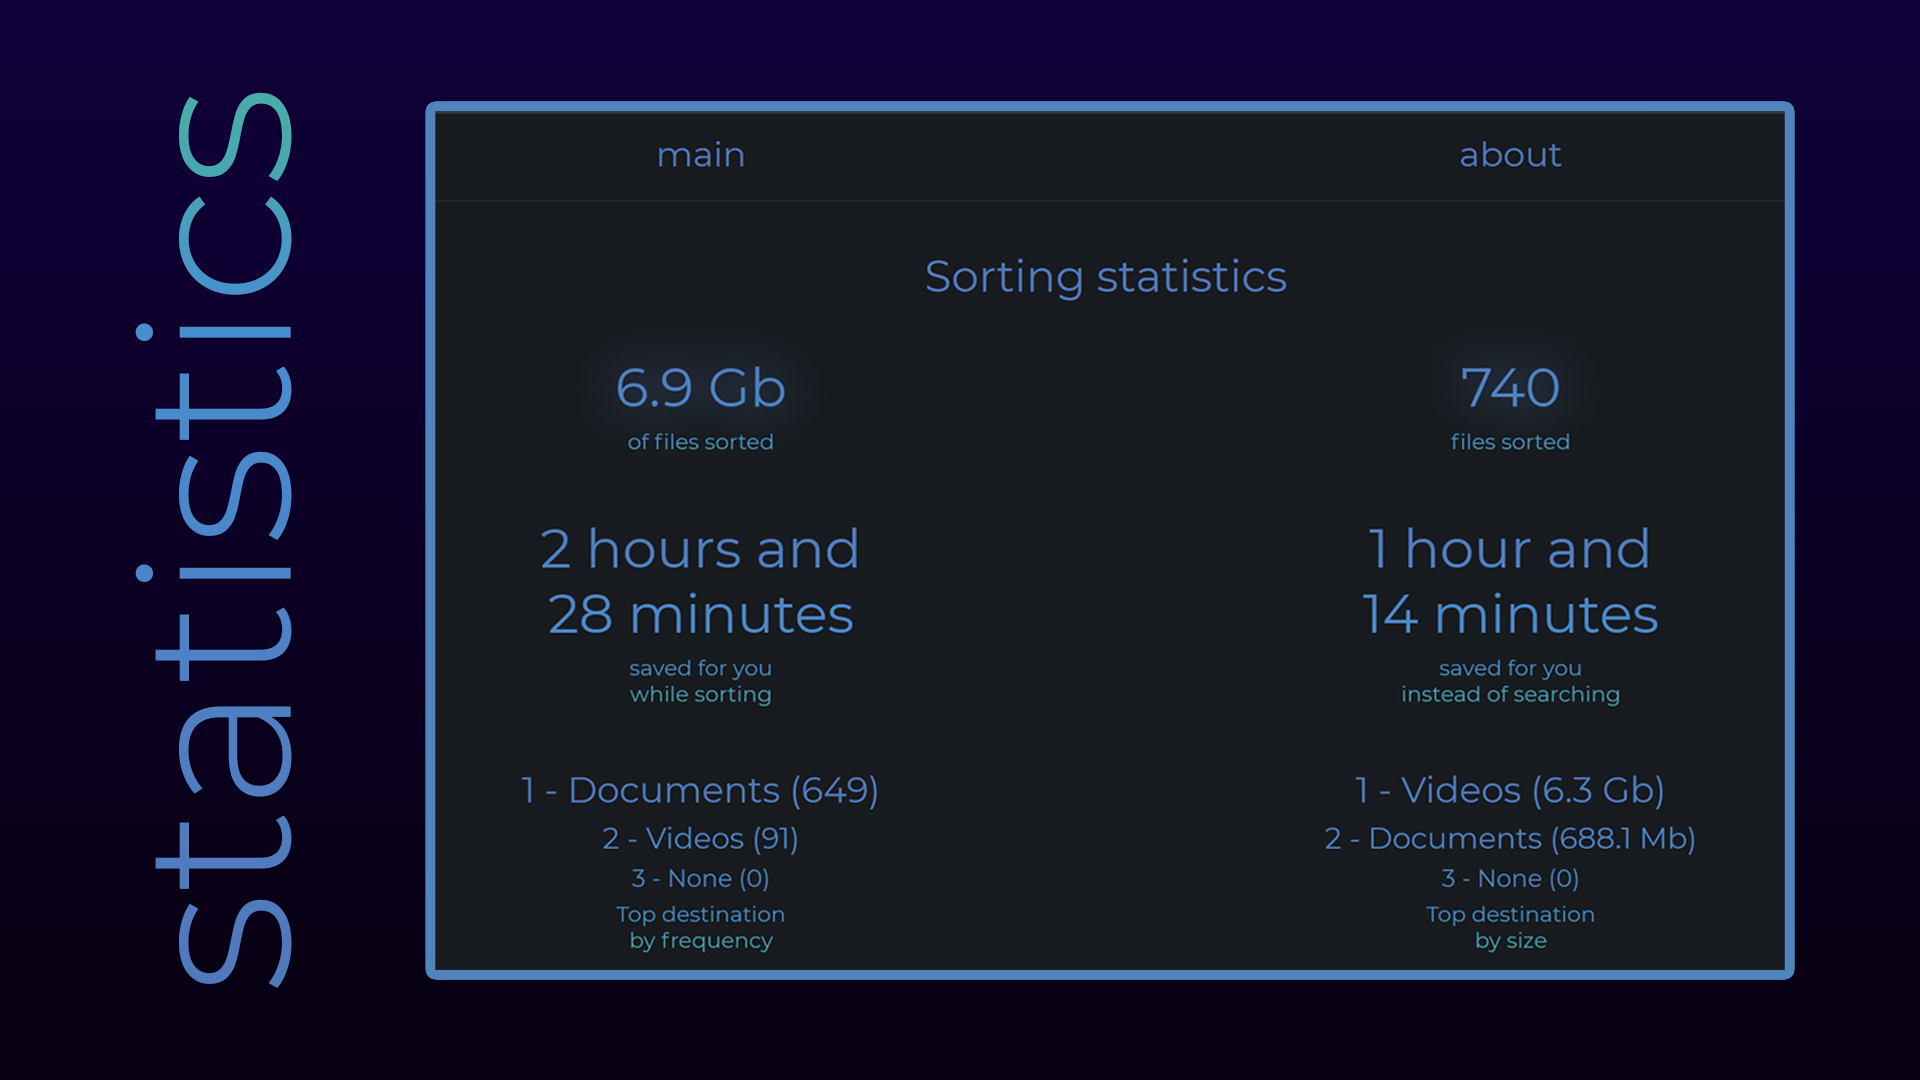 statistics
main
about
Sorting statistics
6.9 Gb
of files sorted
740
files sorted
2 hours and
28 minutes
saved for you
while sorting
1 hour and
14 minutes
saved for you
instead of searching
1 - Documents (649)
2 - Videos (91)
3 - None (0)
Top destination
by frequency
1 - Videos (6.3 Gb)
2 - Documents (688.1 Mb)
3 - None (0)
Top destination
by size